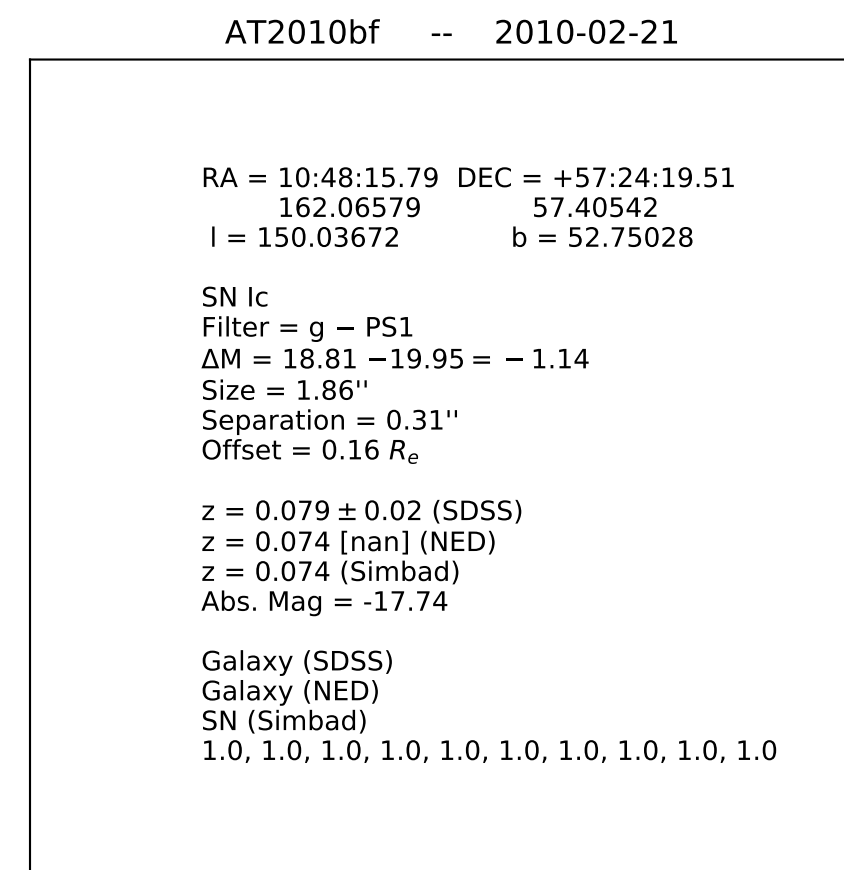 AT2010bf -- 2010-02-21
RA = 10:48:15.79 DEC = +57:24:19.51
162.06579 57.40542
l = 150.03672 b = 52.75028
SN Ic
Filter = g − PS1
ΔM = 18.81 −19.95 = − 1.14
Size = 1.86''
Separation = 0.31''
Offset = 0.16 Rₑ
z = 0.079 ± 0.02 (SDSS)
z = 0.074 [nan] (NED)
z = 0.074 (Simbad)
Abs. Mag = -17.74
Galaxy (SDSS)
Galaxy (NED)
SN (Simbad)
1.0, 1.0, 1.0, 1.0, 1.0, 1.0, 1.0, 1.0, 1.0, 1.0